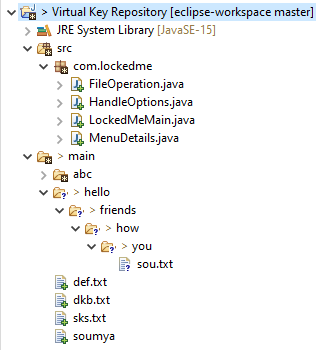 > Virtual Key Repository [eclipse-workspace master]
JRE System Library [JavaSE-15]
src
com.lockedme
FileOperation.java
HandleOptions.java
LockedMeMain.java
MenuDetails.java
> main
abc
> hello
> friends
> how
> you
sou.txt
def.txt
dkb.txt
sks.txt
soumya